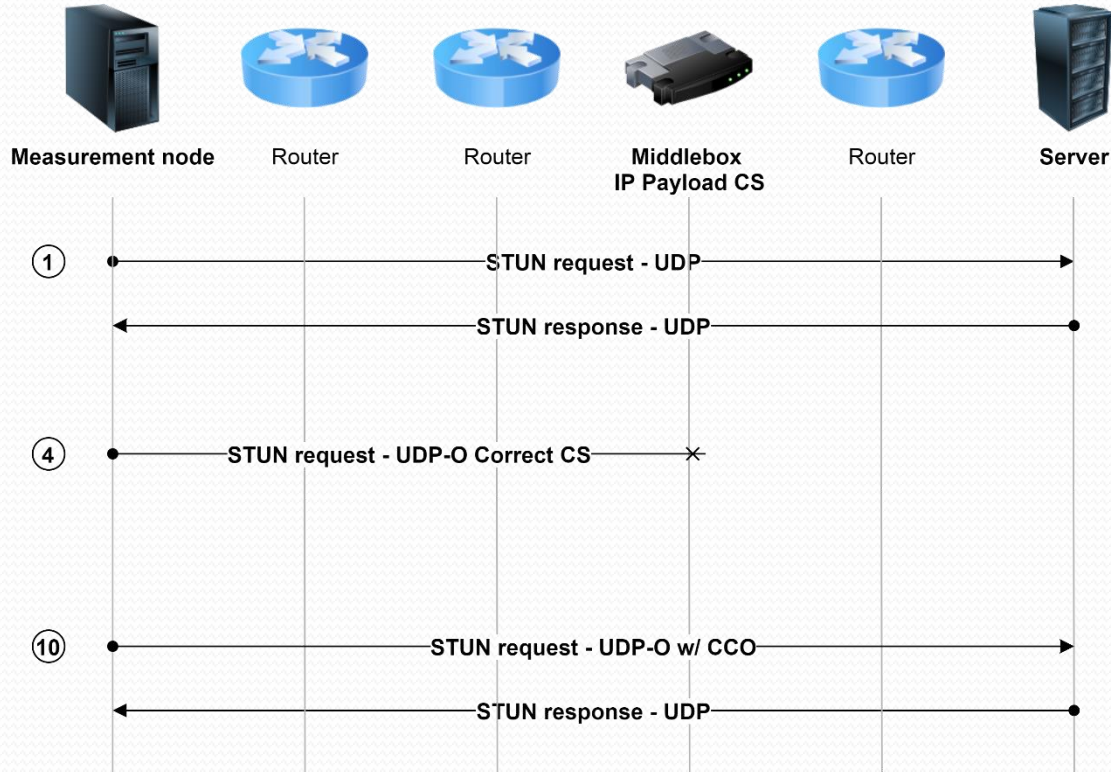 Measurement node
Router
Router
Middlebox
IP Payload CS
Router
Server
1
STUN request - UDP
STUN response - UDP
4
STUN request - UDP-O Correct CS
10
STUN request - UDP-O w/ CCO
STUN response - UDP